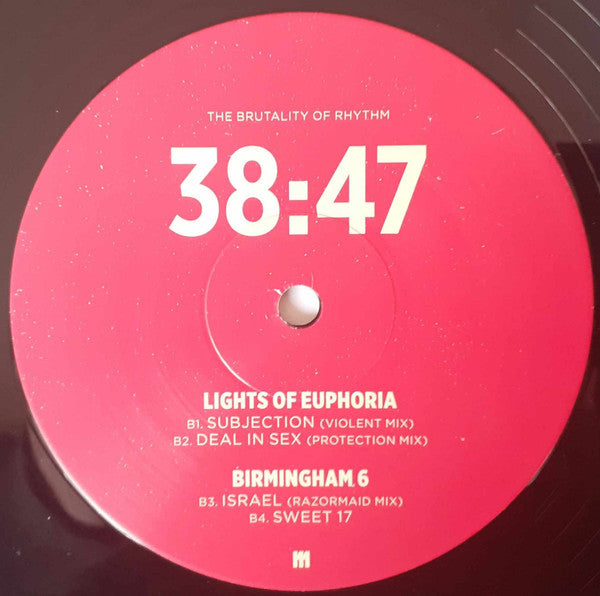 THE BRUTALITY OF RHYTHM
38:47
LIGHTS OF EUPHORIA
B1. SUBJECTION (VIOLENT MIX)
B2. DEAL IN SEX (PROTECTION MIX)
BIRMINGHAM 6
B3. ISRAEL (RAZORMAID MIX)
B4. SWEET 17
m